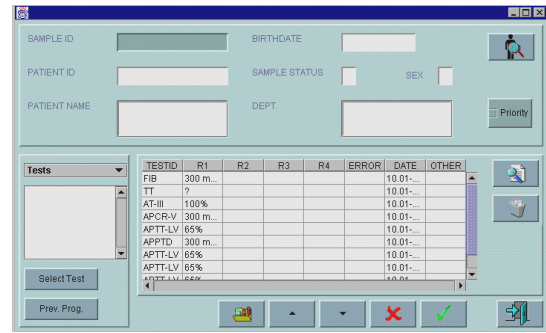 SAMPLE ID BIRTHDATE
PATIENT ID SAMPLE STATUS SEX
PATIENT NAME DEPT. Priority
Tests
TESTID R1 R2 R3 R4 ERROR DATE OTHER
FIB 300 m... 10.01-...
TT ? 10.01-...
AT-III 100% 10.01-...
APCR-V 300 m... 10.01-...
APTT-LV 65% 10.01-...
APPTD 300 m... 10.01-...
APTT-LV 65% 10.01-...
APTT-LV 65% 10.01-...
Select Test
Prev. Prog.